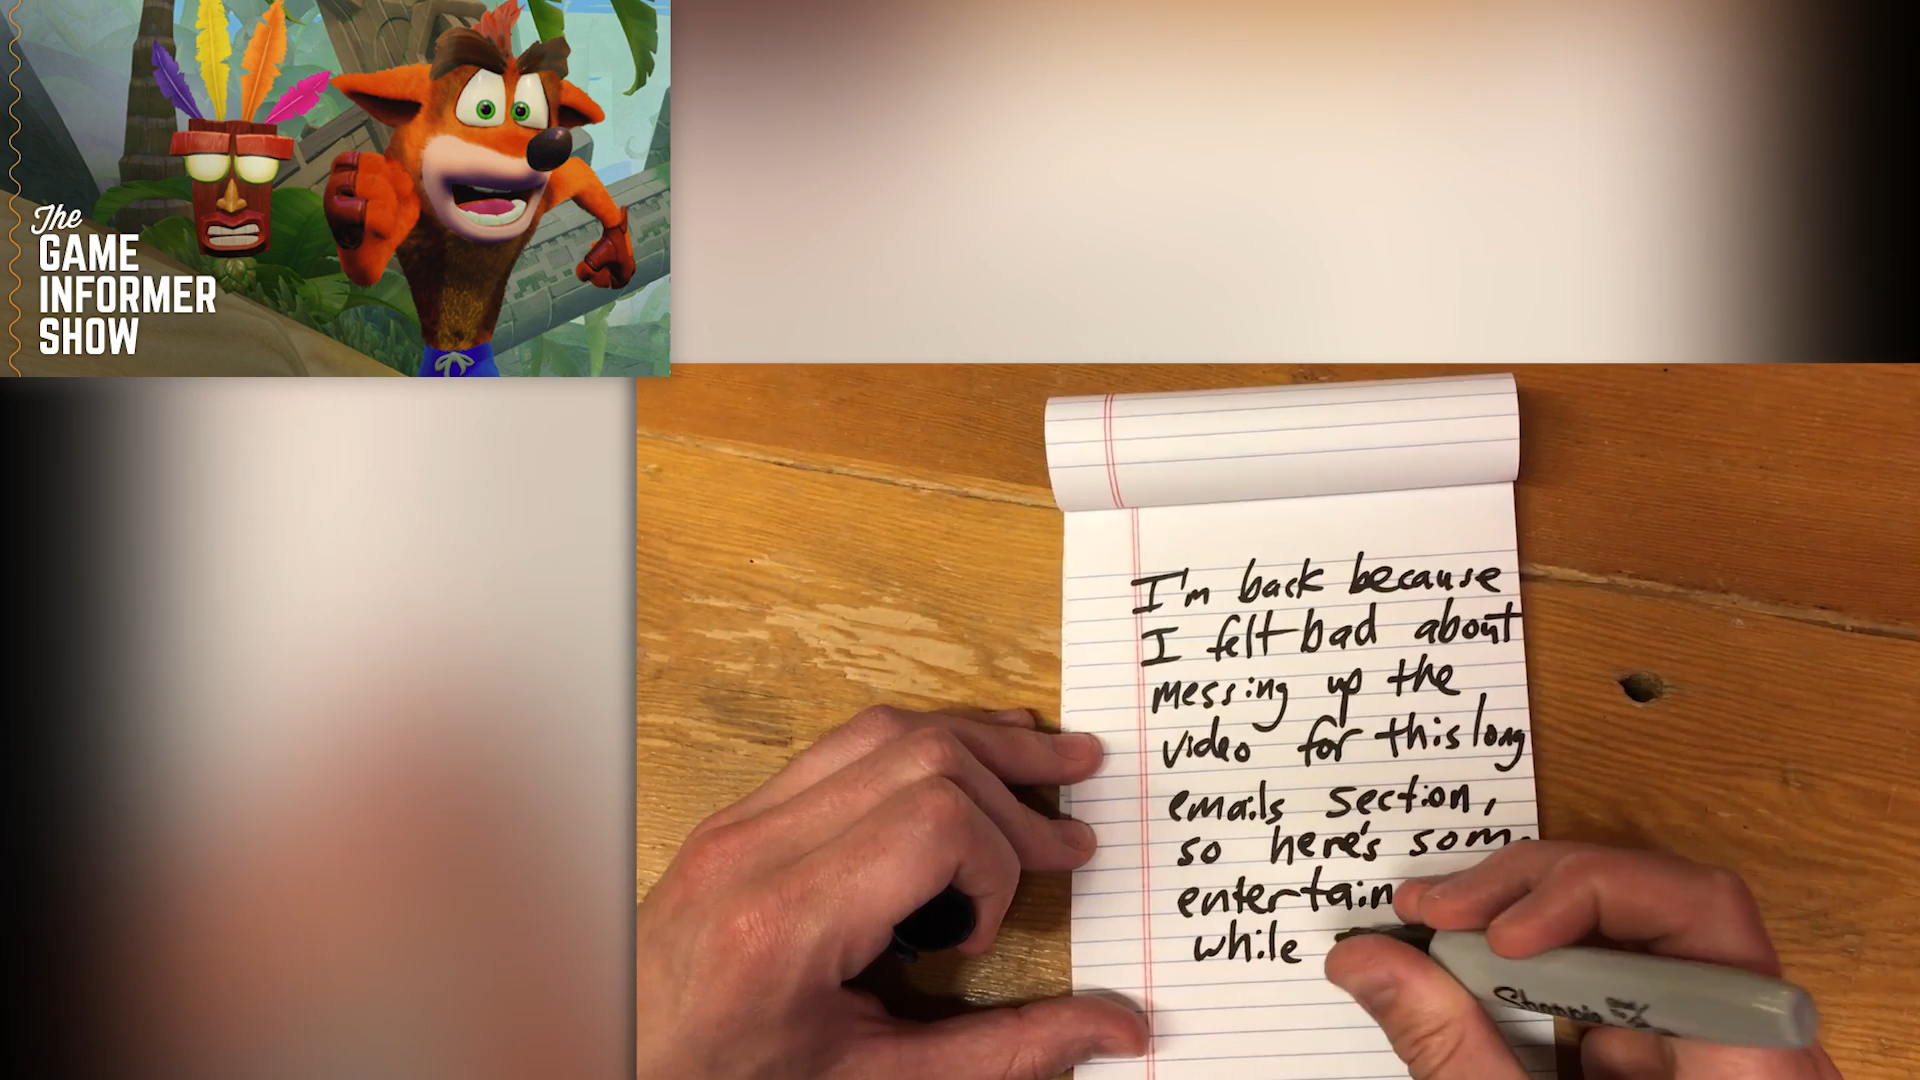 The
GAME
INFORMER
SHOW
I'm back because
I felt bad about
messing up the
video for this long
emails section,
so here's som
entertain
while
Sharpie